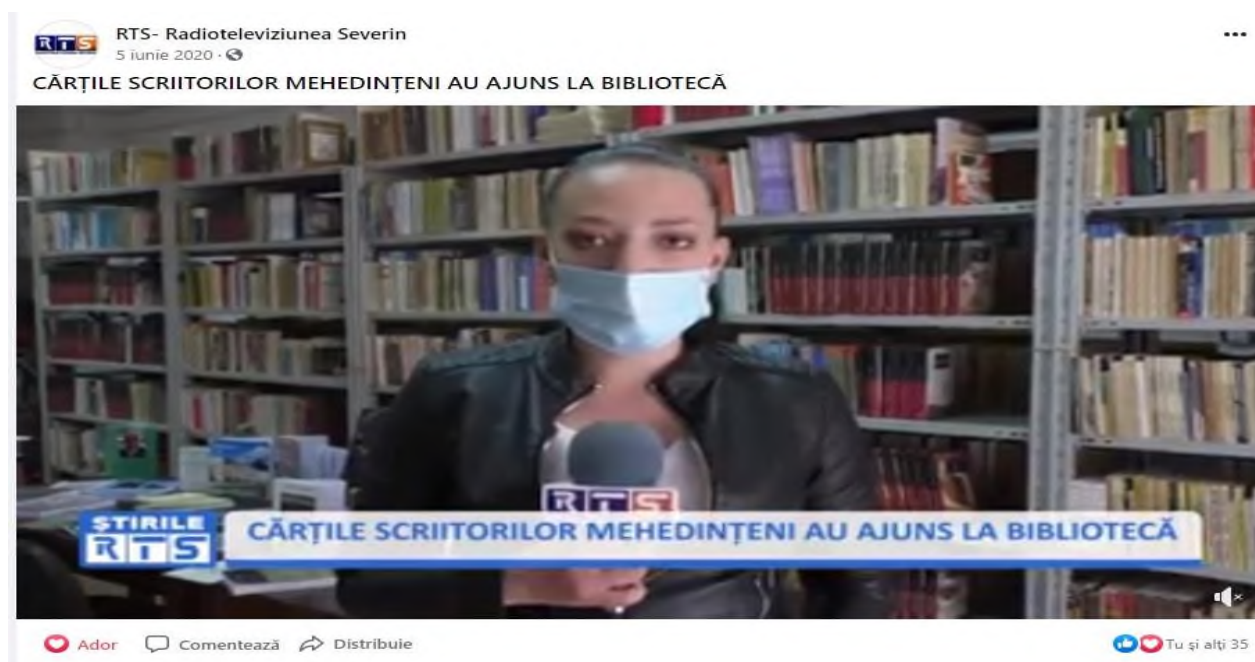 RTS
RTS- Radioteleviziunea Severin
5 iunie 2020
CĂRȚILE SCRIITORILOR MEHEDINȚENI AU AJUNS LA BIBLIOTECĂ
RTS
ȘTIRILE
RTS
CĂRȚILE SCRIITORILOR MEHEDINȚENI AU AJUNS LA BIBLIOTECĂ
Ador Comentează Distribuie Tu și alți 35